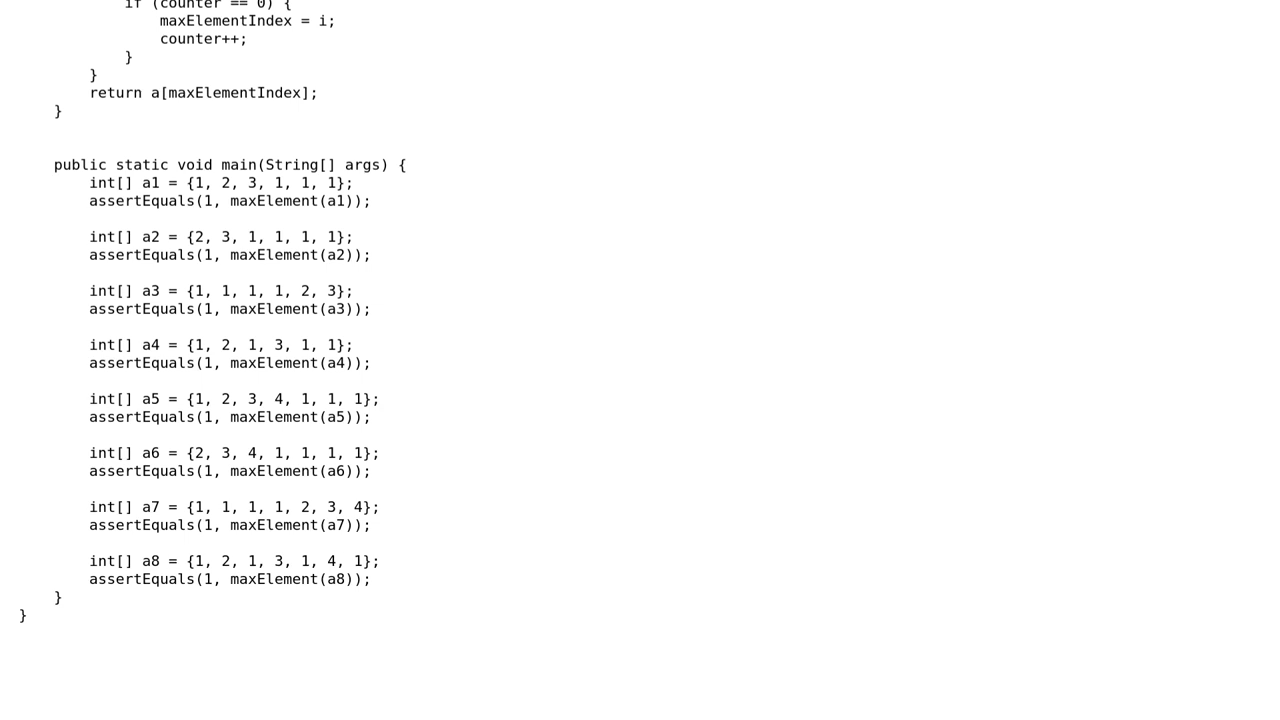 if (counter == 0) {
maxElementIndex = i;
counter++;
}
}
return a[maxElementIndex];
}
public static void main(String[] args) {
int[] a1 = {1, 2, 3, 1, 1, 1};
assertEquals(1, maxElement(a1));
int[] a2 = {2, 3, 1, 1, 1, 1};
assertEquals(1, maxElement(a2));
int[] a3 = {1, 1, 1, 1, 2, 3};
assertEquals(1, maxElement(a3));
int[] a4 = {1, 2, 1, 3, 1, 1};
assertEquals(1, maxElement(a4));
int[] a5 = {1, 2, 3, 4, 1, 1, 1};
assertEquals(1, maxElement(a5));
int[] a6 = {2, 3, 4, 1, 1, 1, 1};
assertEquals(1, maxElement(a6));
int[] a7 = {1, 1, 1, 1, 2, 3, 4};
assertEquals(1, maxElement(a7));
int[] a8 = {1, 2, 1, 3, 1, 4, 1};
assertEquals(1, maxElement(a8));
}
}